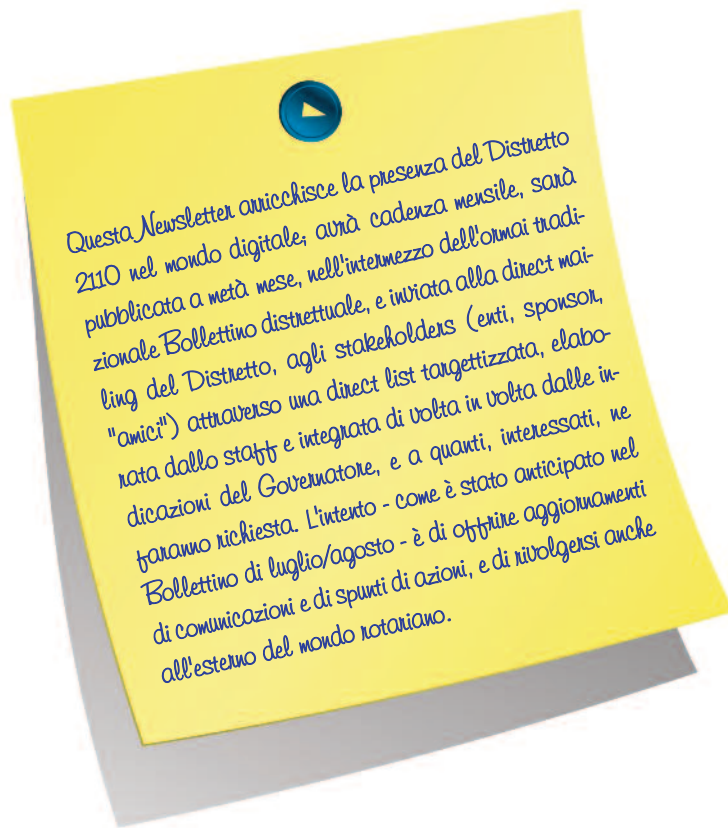 Questa Newsletter arricchisce la presenza del Distretto
2110 nel mondo digitale; avrà cadenza mensile, sarà
pubblicata a metà mese, nell'intermezzo dell'ormai tradi-
zionale Bollettino distrettuale, e inviata alla direct mai-
ling del Distretto, agli stakeholders (enti, sponsor,
"amici") attraverso una direct list targettizzata, elabo-
rata dallo staff e integrata di volta in volta dalle in-
dicazioni del Governatore, e a quanti, interessati, ne
faranno richiesta. L'intento - come è stato anticipato nel
Bollettino di luglio/agosto - è di offrire aggiornamenti
di comunicazioni e di spunti di azioni, e di rivolgersi anche
all'esterno del mondo rotariano.